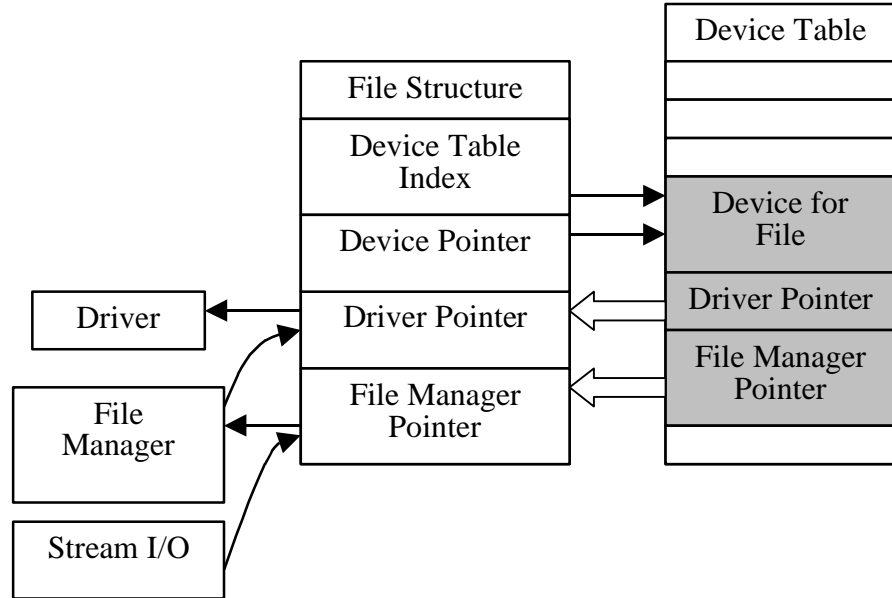 Device Table
File Structure
Device Table
Index
Device for
File
Device Pointer
Driver Pointer
Driver
Driver Pointer
File Manager
Pointer
File
Manager
File Manager
Pointer
Stream I/O